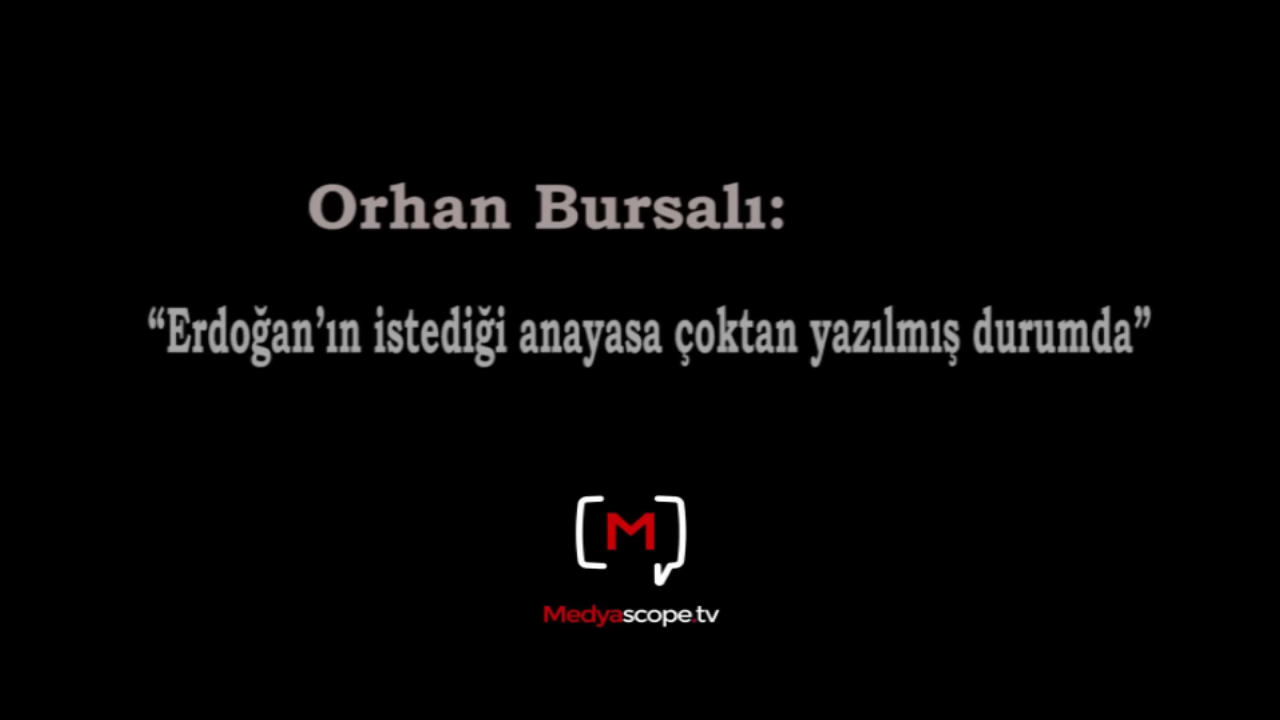 Orhan Bursalı:
“Erdoğan’ın istediği anayasa çoktan yazılmış durumda”
M
Medyascope.tv